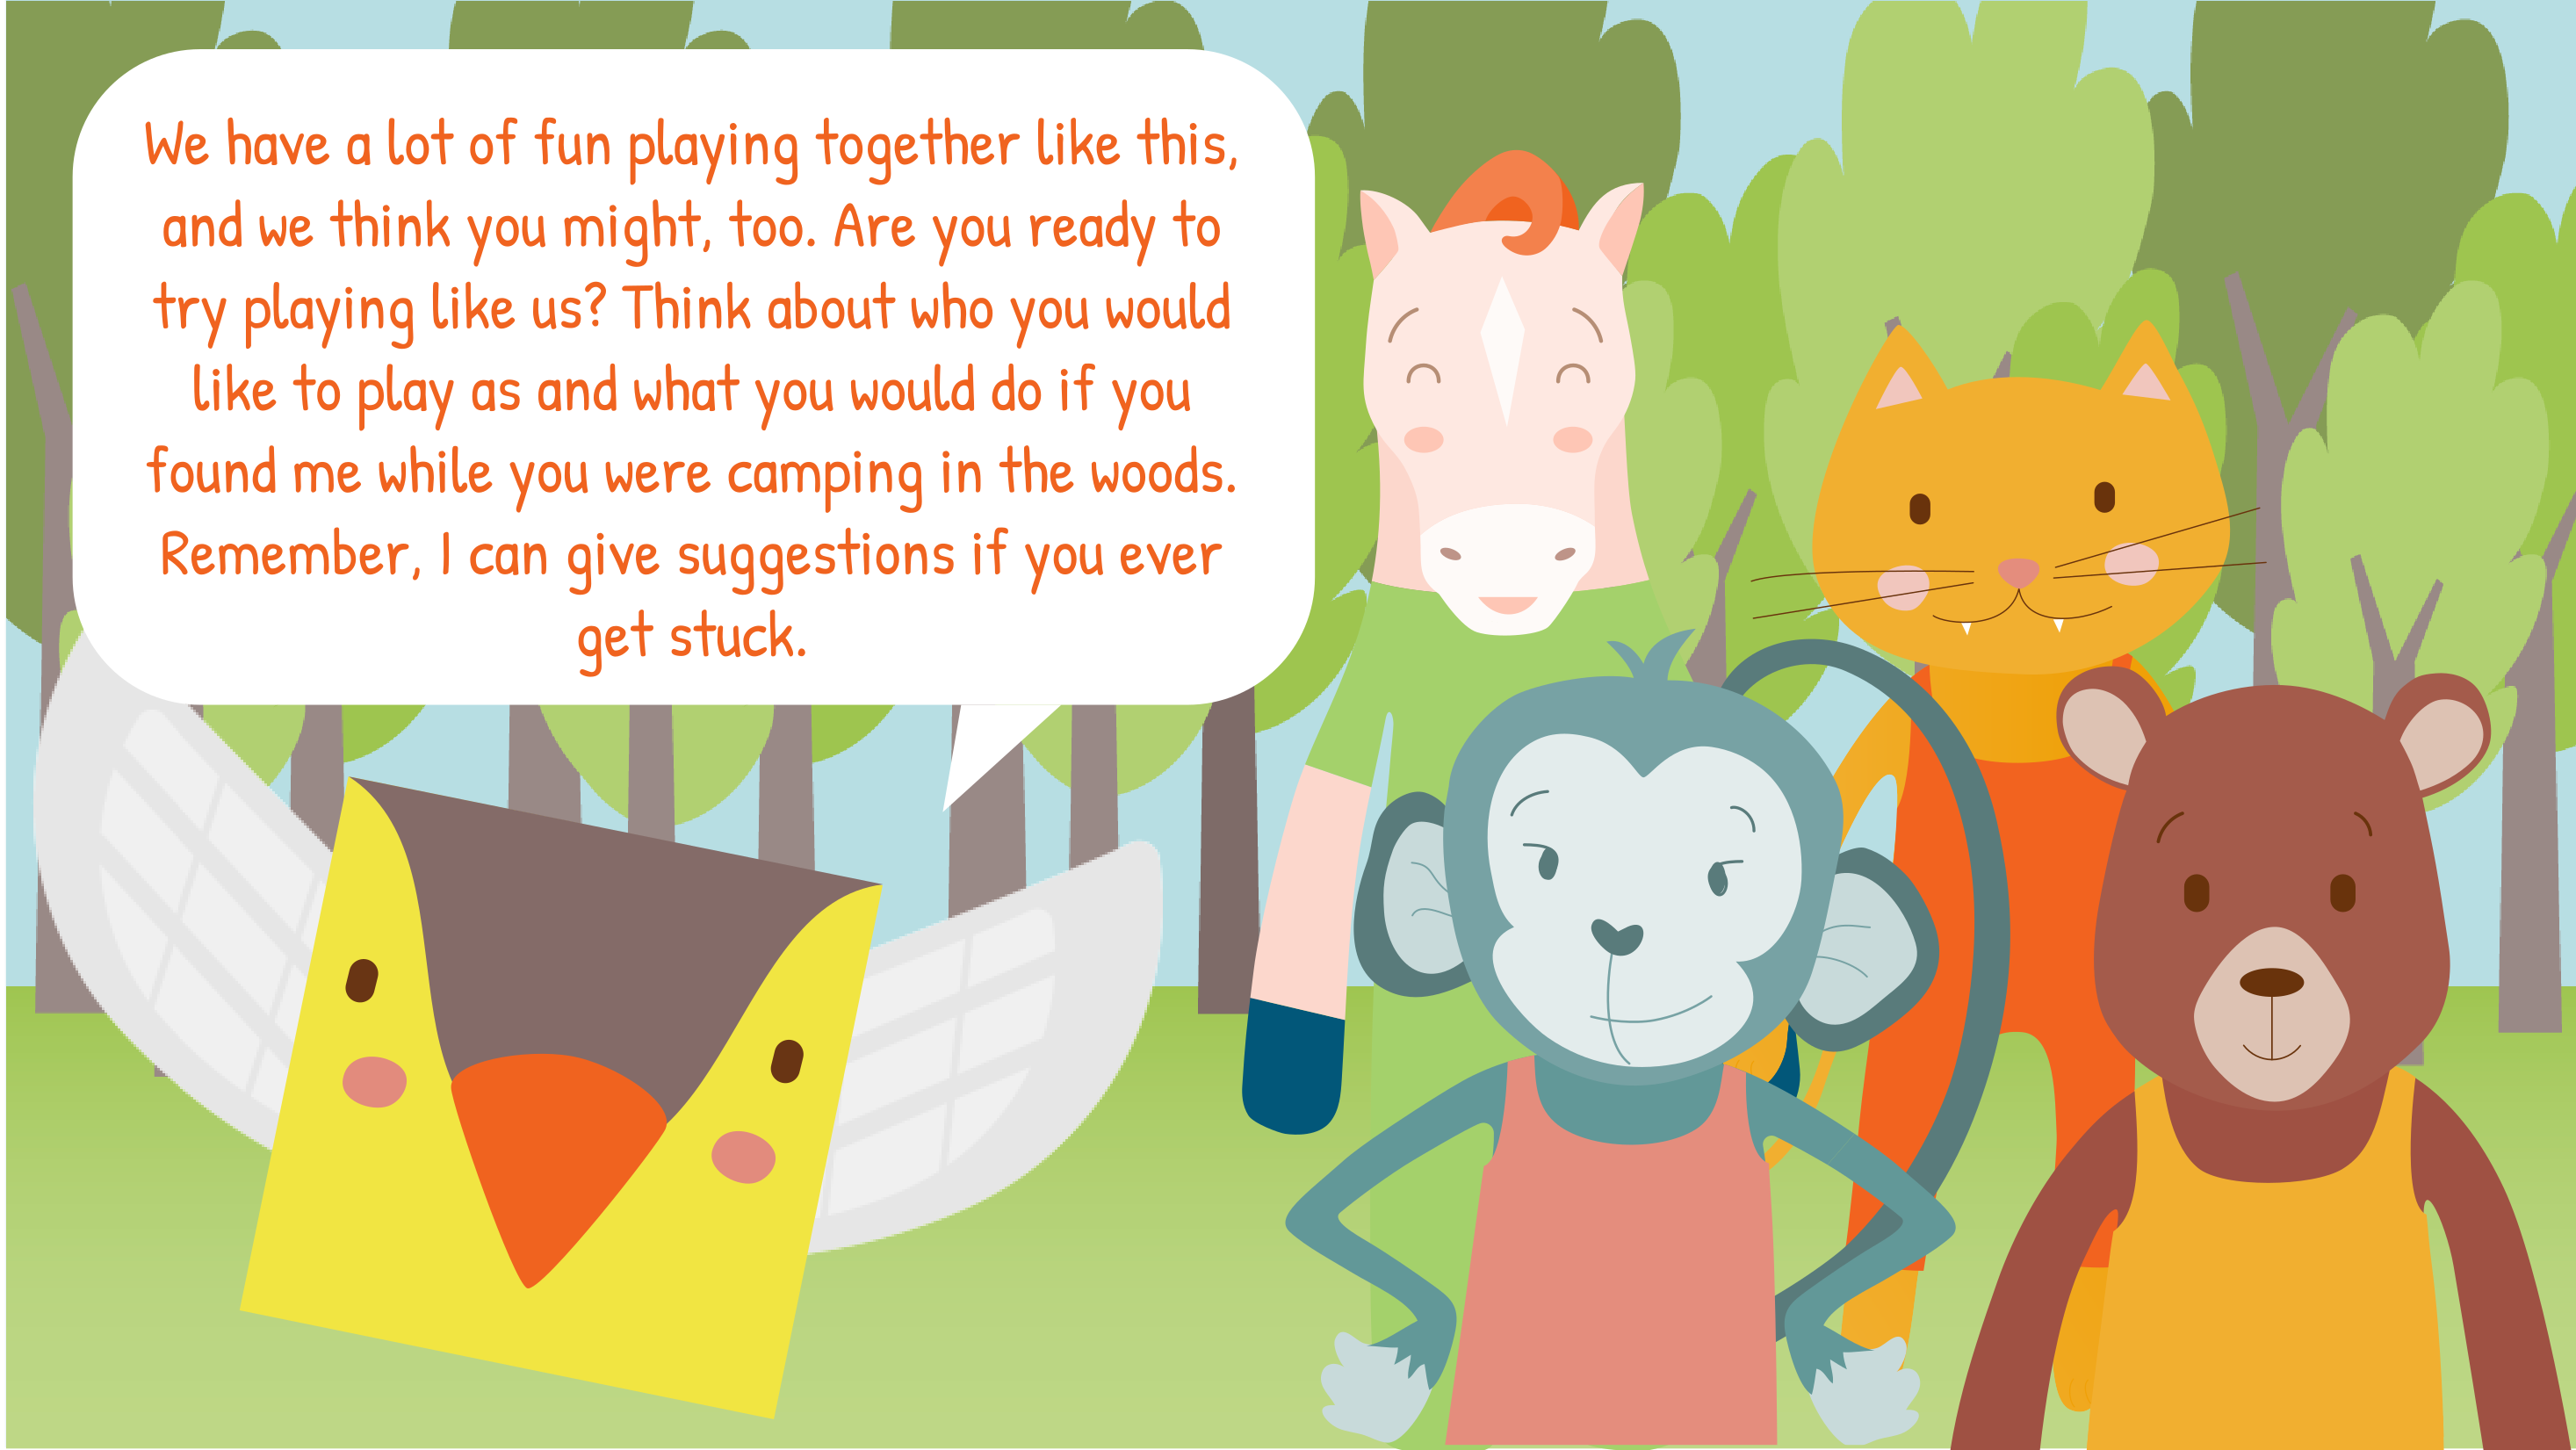 We have a lot of fun playing together like this,
and we think you might, too. Are you ready to
try playing like us? Think about who you would
like to play as and what you would do if you
found me while you were camping in the woods.
Remember, I can give suggestions if you ever
get stuck.